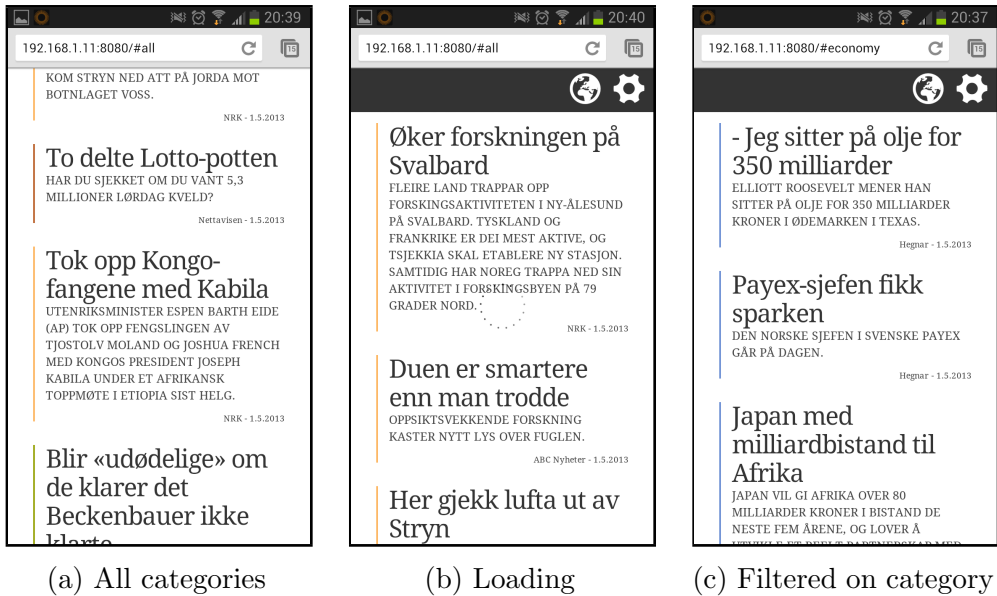 20:39
192.168.1.11:8080/#all
15
KOM STRYN NED ATT PÅ JORDA MOT
BOTNLAGET VOSS.
NRK - 1.5.2013
To delte Lotto-potten
HAR DU SJEKKET OM DU VANT 5,3
MILLIONER LØRDAG KVELD?
Nettavisen - 1.5.2013
Tok opp Kongo-
fangene med Kabila
UTENRIKSMINISTER ESPEN BARTH EIDE
(AP) TOK OPP FENGSLINGEN AV
TJOSTOLV MOLAND OG JOSHUA FRENCH
MED KONGOS PRESIDENT JOSEPH
KABILA UNDER ET AFRIKANSK
TOPPMØTE I ETIOPIA SIST HELG.
NRK - 1.5.2013
Blir «udødelige» om
de klarer det
Beckenbauer ikke
klarte
(a) All categories
20:40
192.168.1.11:8080/#all
15
Øker forskningen på
Svalbard
FLEIRE LAND TRAPPAR OPP
FORSKINGSAKTIVITETEN I NY-ÅLESUND
PÅ SVALBARD. TYSKLAND OG
FRANKRIKE ER DEI MEST AKTIVE, OG
TSJEKKIA SKAL ETABLERE NY STASJON.
SAMTIDIG HAR NOREG TRAPPA NED SIN
AKTIVITET I FORSKINGSBYEN PÅ 79
GRADER NORD.
NRK - 1.5.2013
Duen er smartere
enn man trodde
OPPSIKTSVEKKENDE FORSKNING
KASTER NYTT LYS OVER FUGLEN.
ABC Nyheter - 1.5.2013
Her gjekk lufta ut av
Stryn
(b) Loading
20:37
192.168.1.11:8080/#economy
15
- Jeg sitter på olje for
350 milliarder
ELLIOTT ROOSEVELT MENER HAN
SITTER PÅ OLJE FOR 350 MILLIARDER
KRONER I ØDEMARKEN I TEXAS.
Hegnar - 1.5.2013
Payex-sjefen fikk
sparken
DEN NORSKE SJEFEN I SVENSKE PAYEX
GÅR PÅ DAGEN.
Hegnar - 1.5.2013
Japan med
milliardbistand til
Afrika
JAPAN VIL GI AFRIKA OVER 80
MILLIARDER KRONER I BISTAND DE
NESTE FEM ÅRENE, OG LOVER Å
(c) Filtered on category